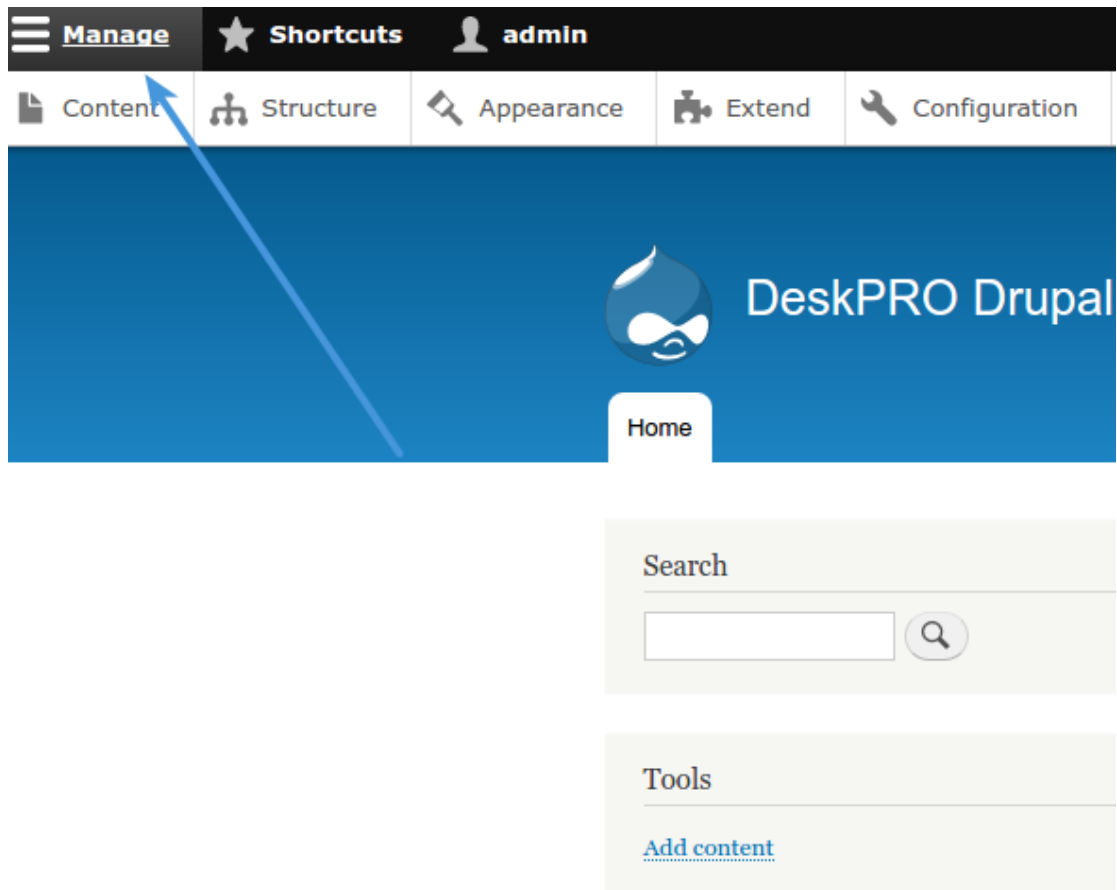 Manage Shortcuts admin
Content Structure Appearance Extend Configuration
DeskPRO Drupal
Home
Search
Tools
Add content